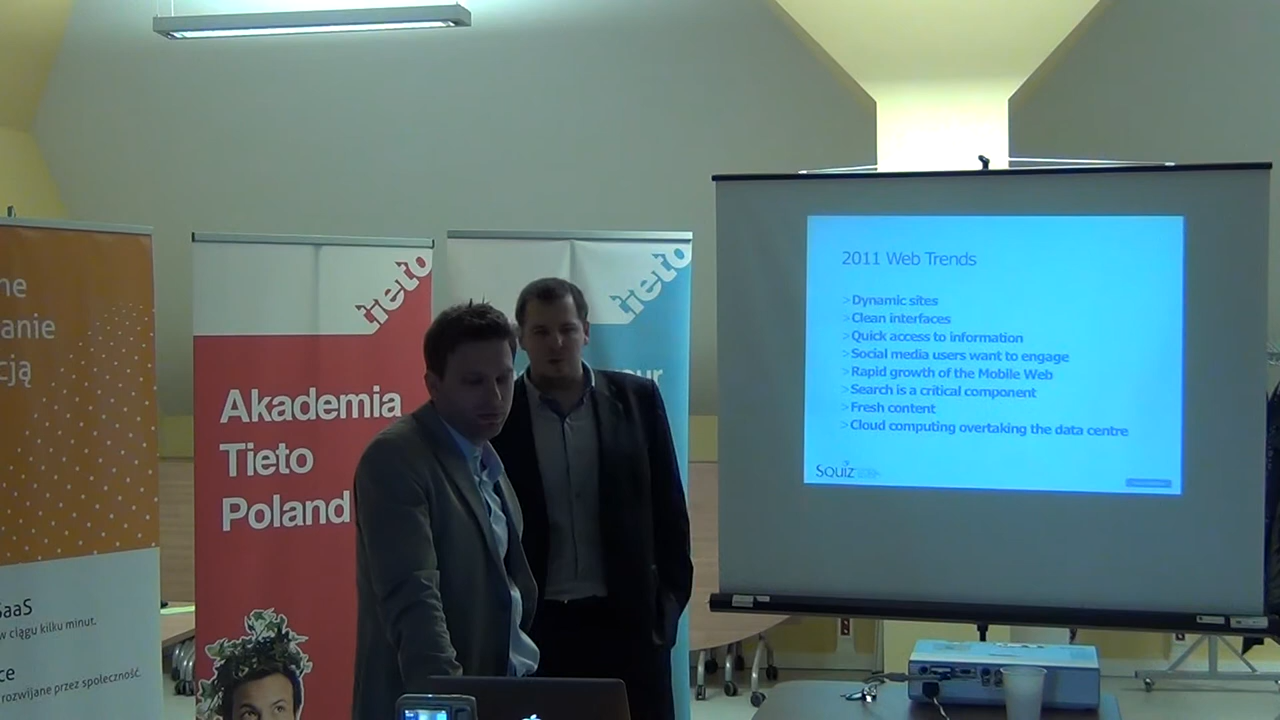 ne
anie
cją
SaaS
w ciągu kilku minut.
ce
rozwijane przez społeczność.
tieto
Akademia
Tieto
Poland
tieto
our
2011 Web Trends
>Dynamic sites
>Clean interfaces
>Quick access to information
>Social media users want to engage
>Rapid growth of the Mobile Web
>Search is a critical component
>Fresh content
>Cloud computing overtaking the data centre
Squiz